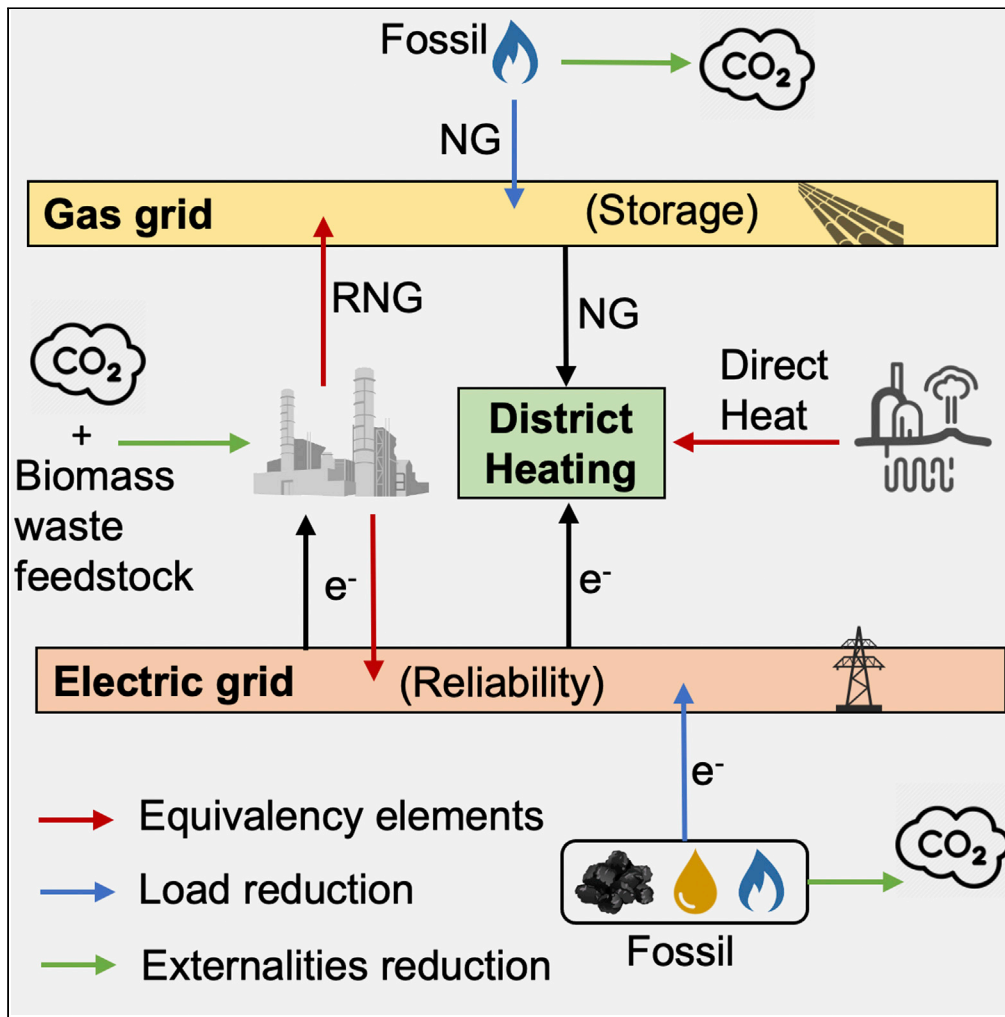 Fossil
CO2
NG
Gas grid
(Storage)
RNG
NG
CO2
+
Biomass
waste
feedstock
District
Heating
Direct
Heat
e-
e-
Electric grid
(Reliability)
e-
Equivalency elements
Load reduction
Externalities reduction
CO2
Fossil